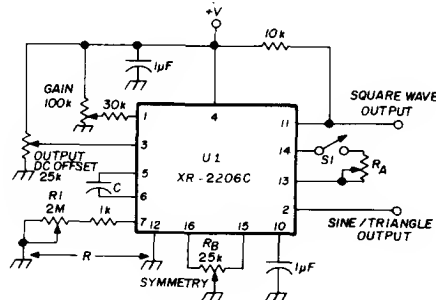 +V
10k
1µF
GAIN
100k
30k
1
4
11
SQUARE WAVE
OUTPUT
3
OUTPUT
DC OFFSET
25k
U1
XR-2206C
14
S1
RA
13
5
C
6
R1
2M
1k
7
2
SINE/TRIANGLE
OUTPUT
12
16
RB
25k
15
10
R
SYMMETRY
1µF